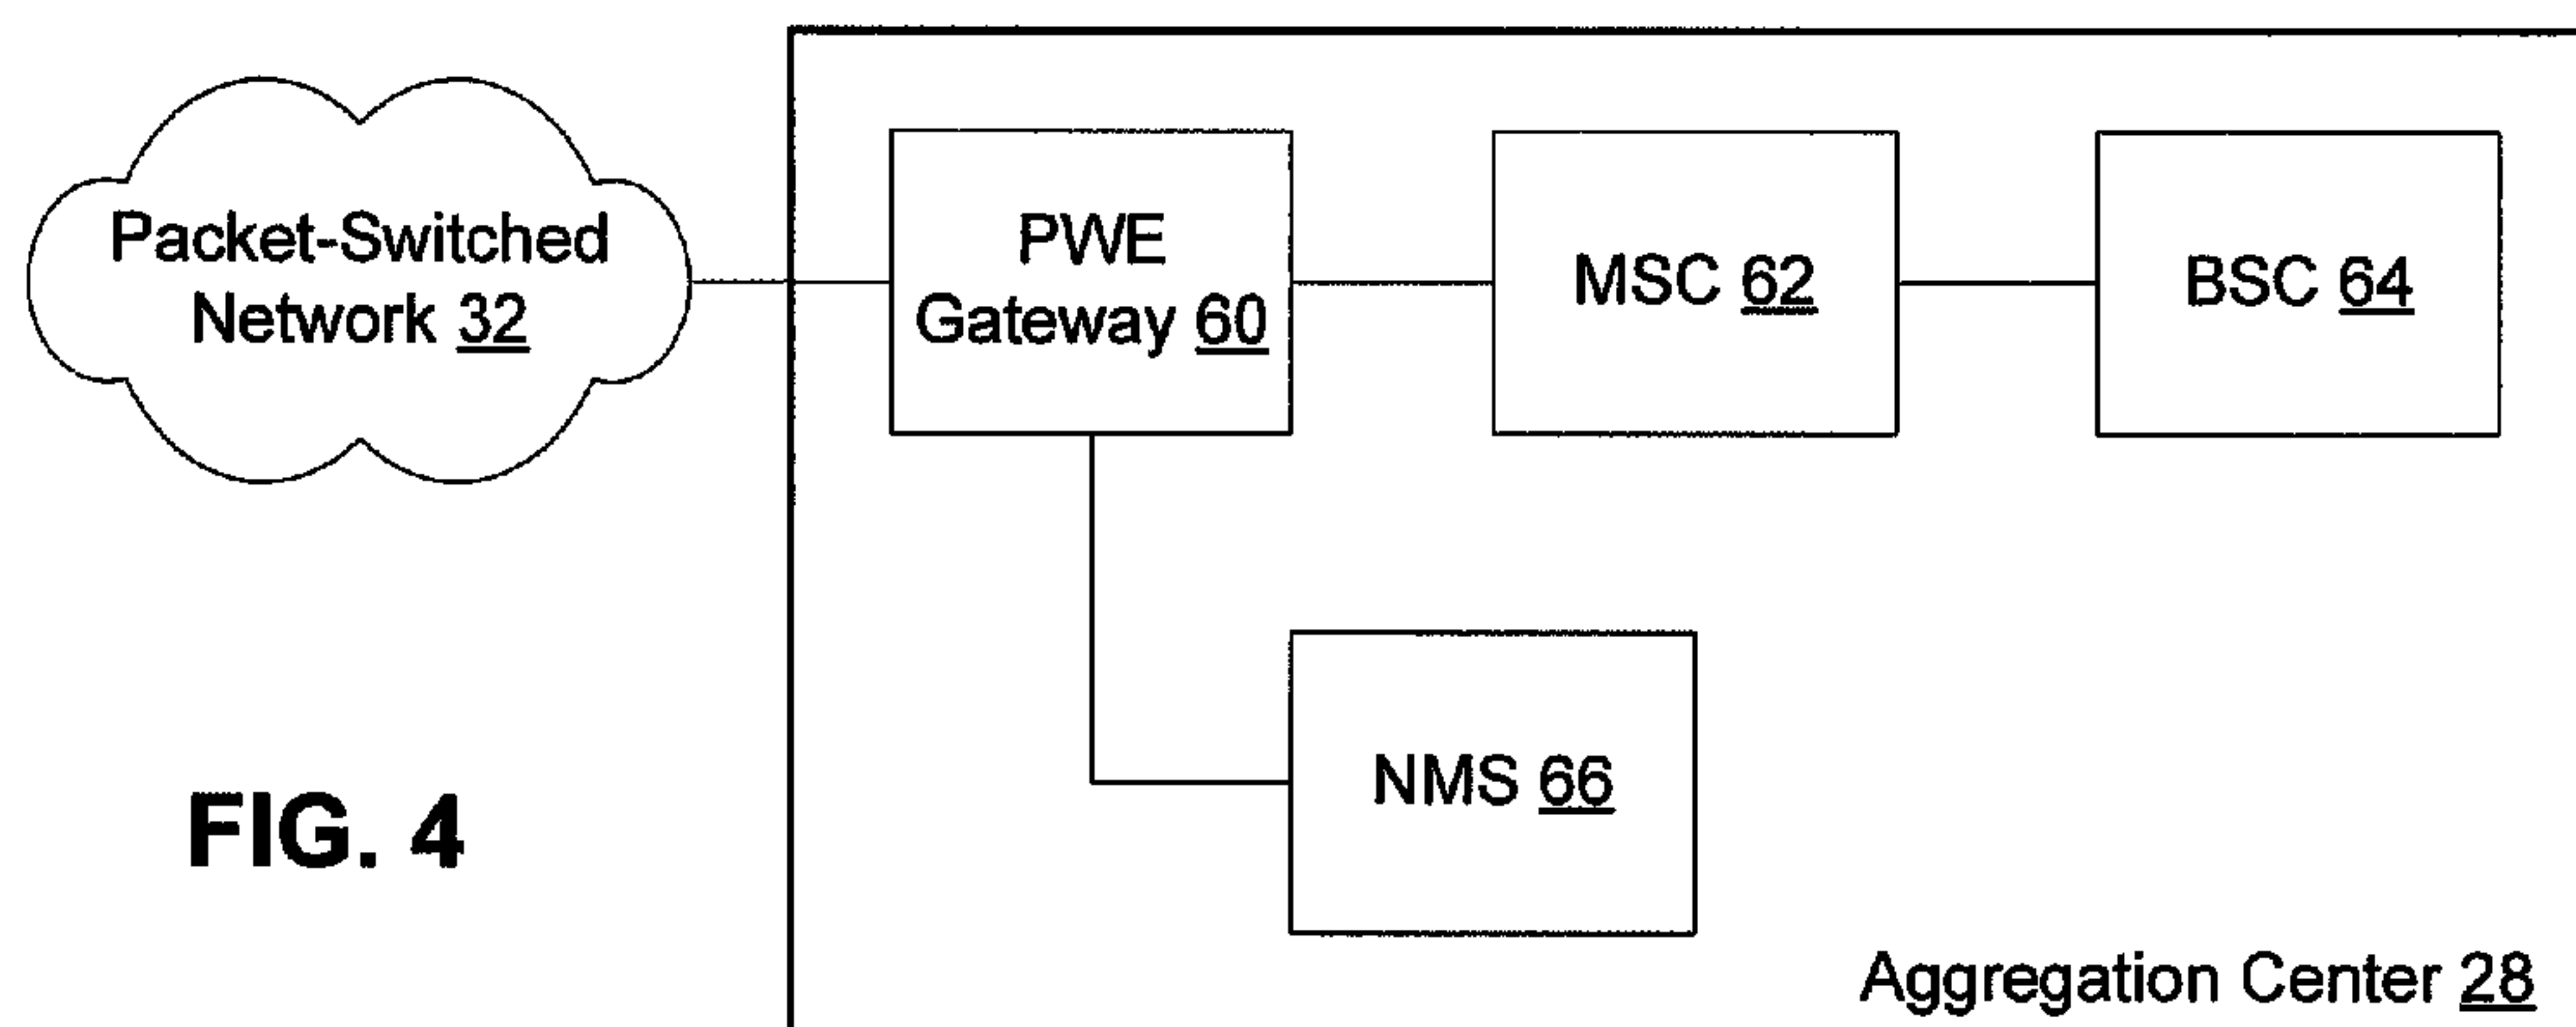 Packet-Switched
Network 32
PWE
Gateway 60
MSC 62
BSC 64
NMS 66
FIG. 4
Aggregation Center 28